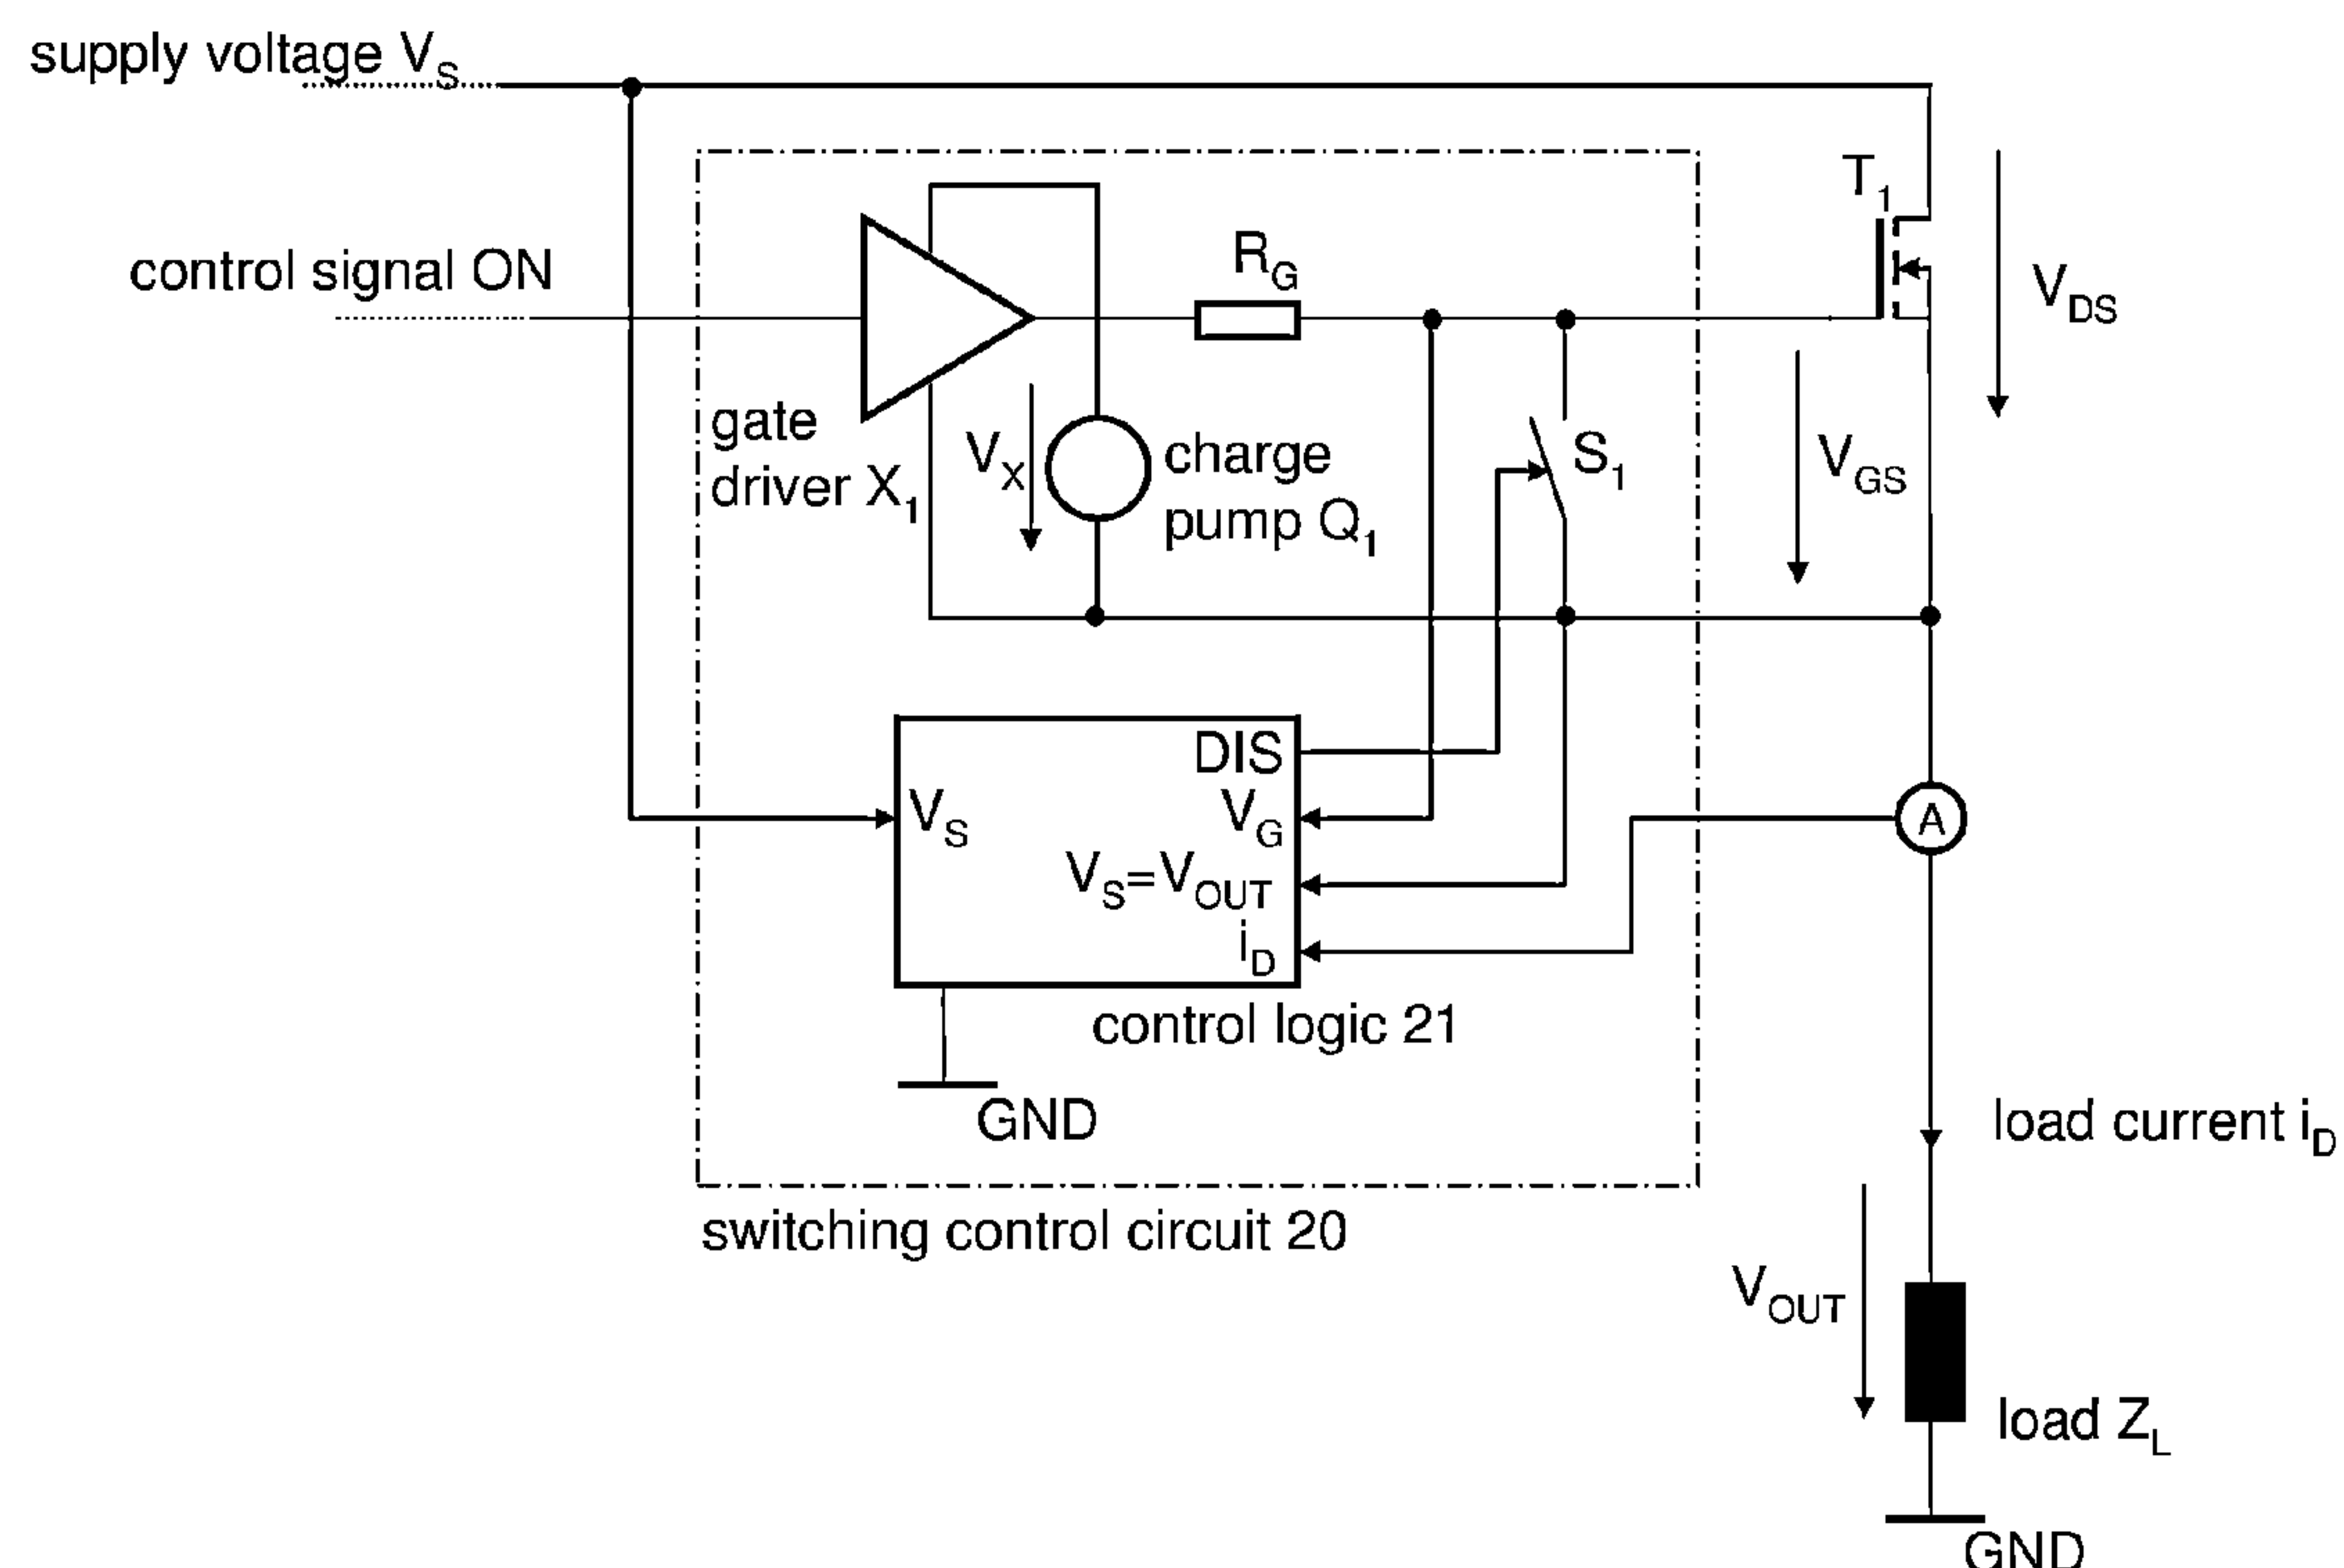 supply voltage V_S
control signal ON
T_1
R_G
V_DS
gate
driver X_1
V_X
charge
pump Q_1
S_1
V_GS
DIS
V_S
V_G
V_S=V_OUT
i_D
A
control logic 21
GND
load current i_D
switching control circuit 20
V_OUT
load Z_L
GND